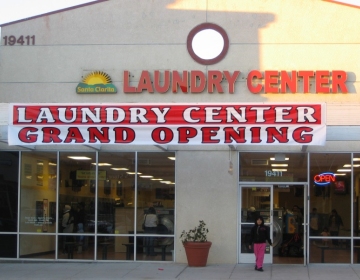 19411
Santa Clarita
LAUNDRY CENTER
LAUNDRY CENTER
GRAND OPENING
19411
OPEN